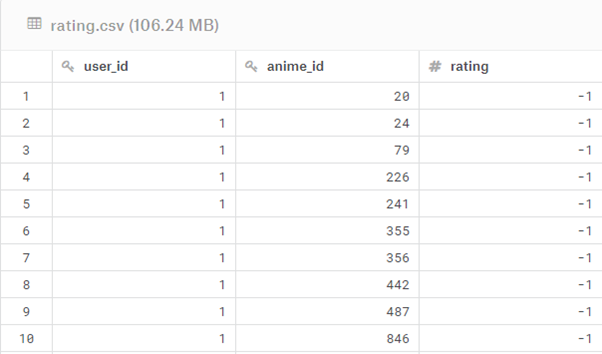 rating.csv (106.24 MB)
user_id anime_id # rating
1 1 20 -1
2 1 24 -1
3 1 79 -1
4 1 226 -1
5 1 241 -1
6 1 355 -1
7 1 356 -1
8 1 442 -1
9 1 487 -1
10 1 846 -1